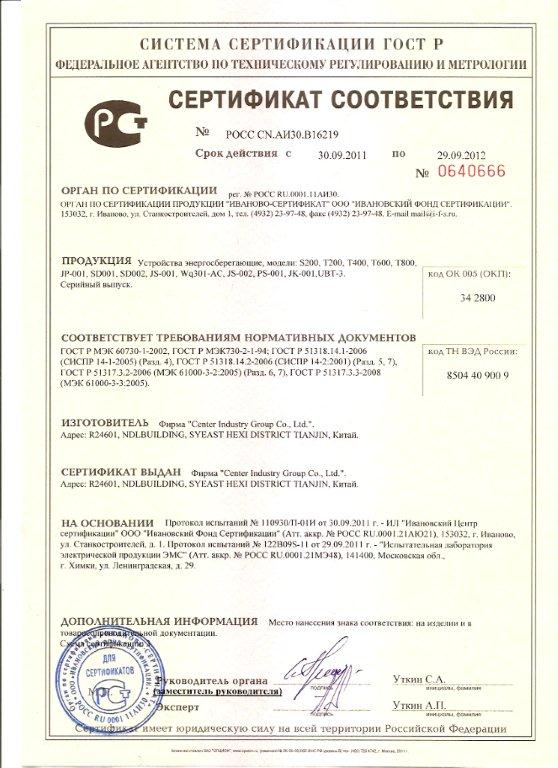 СИСТЕМА СЕРТИФИКАЦИИ ГОСТ Р
ФЕДЕРАЛЬНОЕ АГЕНТСТВО ПО ТЕХНИЧЕСКОМУ РЕГУЛИРОВАНИЮ И МЕТРОЛОГИИ
СЕРТИФИКАТ СООТВЕТСТВИЯ
№ РОСС CN.АИ30.В16219
Срок действия с 30.09.2011 по 29.09.2012
№ 0640666
ОРГАН ПО СЕРТИФИКАЦИИ рег. № РОСС RU.0001.11АИ30.
ОРГАН ПО СЕРТИФИКАЦИИ ПРОДУКЦИИ "ИВАНОВО-СЕРТИФИКАТ" ООО "ИВАНОВСКИЙ ФОНД СЕРТИФИКАЦИИ".
153032, г. Иваново, ул. Станкостроителей, дом 1, тел. (4932) 23-97-48, факс (4932) 23-97-48. E-mail mail@i-f-s.ru.
ПРОДУКЦИЯ Устройства энергосберегающие, модели: S200, T200, T400, T600, T800,
JP-001, SD001, SD002, JS-001, Wq301-AC, JS-002, PS-001, JK-001,UBT-3.
Серийный выпуск.
код ОК 005 (ОКП):
34 2800
СООТВЕТСТВУЕТ ТРЕБОВАНИЯМ НОРМАТИВНЫХ ДОКУМЕНТОВ
ГОСТ Р МЭК 60730-1-2002, ГОСТ Р МЭК730-2-1-94; ГОСТ Р 51318.14.1-2006
(СИСПР 14-1-2005) (Разд. 4), ГОСТ Р 51318.14.2-2006 (СИСПР 14-2:2001) (Разд. 5, 7),
ГОСТ Р 51317.3.2-2006 (МЭК 61000-3-2:2005) (Разд. 6, 7), ГОСТ Р 51317.3.3-2008
(МЭК 61000-3-3:2005).
код ТН ВЭД России:
8504 40 900 9
ИЗГОТОВИТЕЛЬ Фирма "Center Industry Group Co., Ltd.".
Адрес: R24601, NDLBUILDING, SYEAST HEXI DISTRICT TIANJIN, Китай.
СЕРТИФИКАТ ВЫДАН Фирма "Center Industry Group Co., Ltd.".
Адрес: R24601, NDLBUILDING, SYEAST HEXI DISTRICT TIANJIN, Китай.
НА ОСНОВАНИИ Протокол испытаний № 110930/П-01И от 30.09.2011 г. - ИЛ "Ивановский Центр
сертификации" ООО "Ивановский Фонд Сертификации" (Атт. аккр. № РОСС RU.0001.21АЮ21), 153032, г. Иваново,
ул. Станкостроителей, д. 1. Протокол испытаний № 122В09S-11 от 29.09.2011 г. - "Испытательная лаборатория
электрической продукции ЭМС" (Атт. аккр. № РОСС RU.0001.21МЭ48), 141400, Московская обл.,
г. Химки, ул. Ленинградская, д. 29.
ДОПОЛНИТЕЛЬНАЯ ИНФОРМАЦИЯ Место нанесения знака соответствия: на изделии и в
товаросопроводительной документации.
Схема сертификации
ДЛЯ
СЕРТИФИКАТОВ
РОСС RU 0001 11АИ30
Руководитель органа
(заместитель руководителя)
подпись
Уткин С.А.
инициалы, фамилия
Эксперт
подпись
Уткин А.П.
инициалы, фамилия
Сертификат имеет юридическую силу на всей территории Российской Федерации